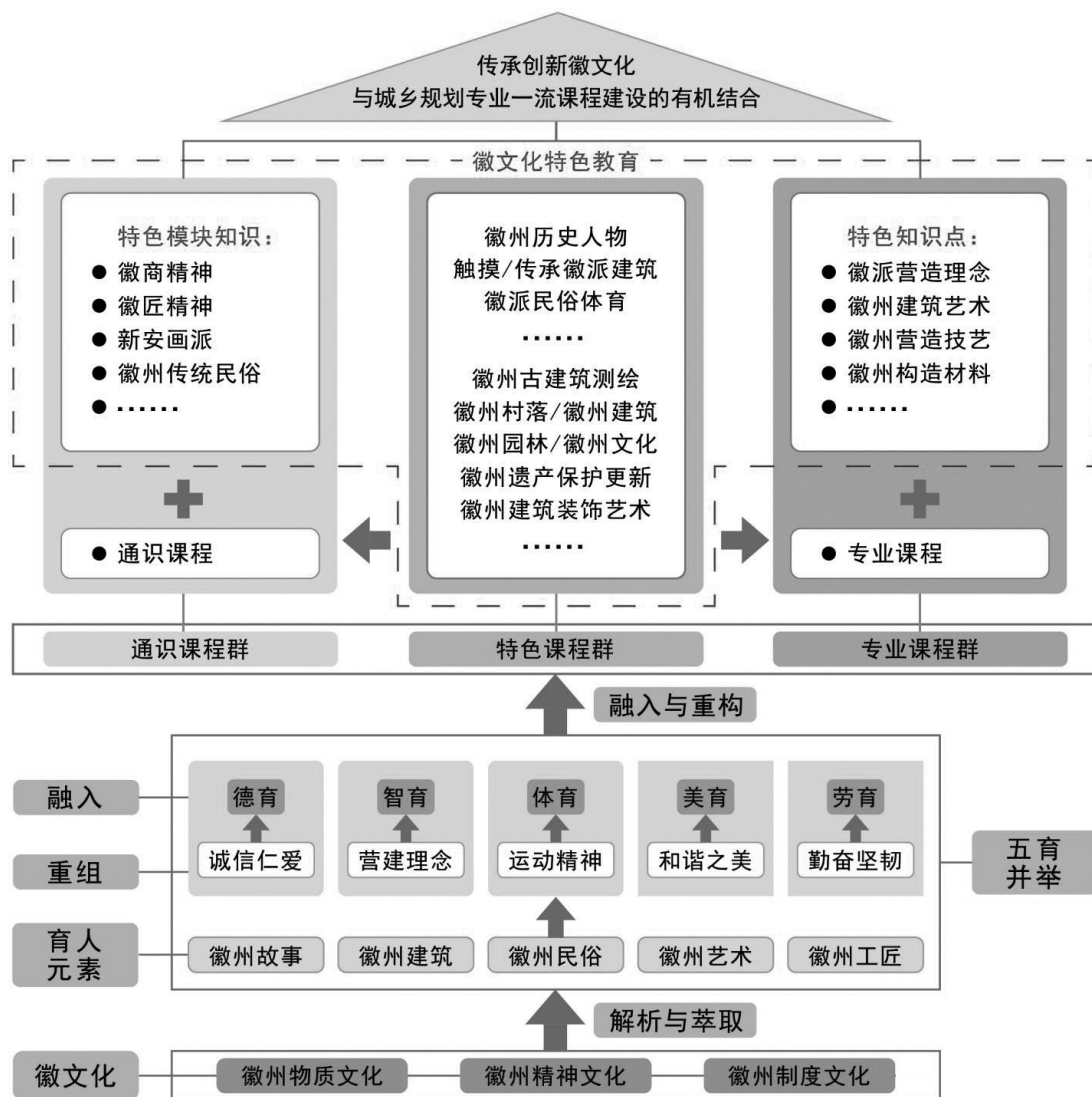 传承创新徽文化
与城乡规划专业一流课程建设的有机结合
徽文化特色教育
特色模块知识：
● 徽商精神
● 徽匠精神
● 新安画派
● 徽州传统民俗
● ······
● 通识课程
徽州历史人物
触摸/传承徽派建筑
徽派民俗体育
······
徽州古建筑测绘
徽州村落/徽州建筑
徽州园林/徽州文化
徽州遗产保护更新
徽州建筑装饰艺术
······
特色知识点：
● 徽派营造理念
● 徽州建筑艺术
● 徽州营造技艺
● 徽州构造材料
● ······
● 专业课程
通识课程群
特色课程群
专业课程群
融入与重构
融入
德育
智育
体育
美育
劳育
重组
诚信仁爱
营建理念
运动精神
和谐之美
勤奋坚韧
五育
并举
育人
元素
徽州故事
徽州建筑
徽州民俗
徽州艺术
徽州工匠
解析与萃取
徽文化
徽州物质文化
徽州精神文化
徽州制度文化